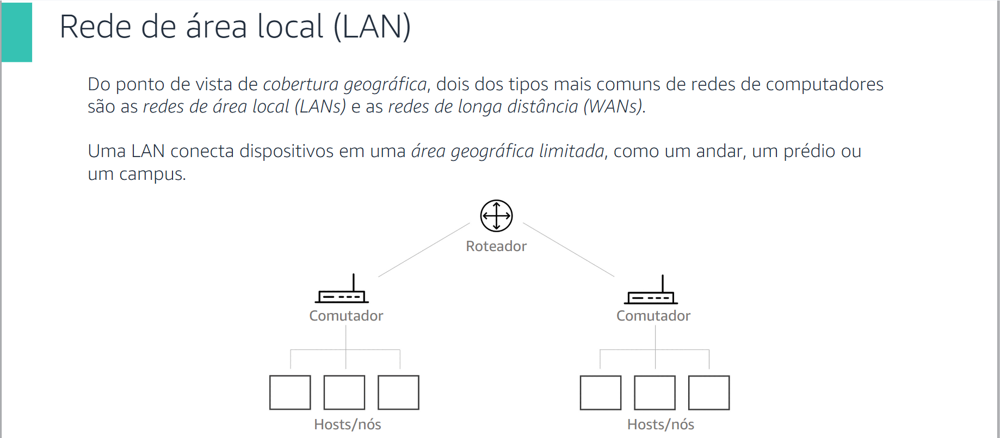 Rede de área local (LAN)
Do ponto de vista de cobertura geográfica, dois dos tipos mais comuns de redes de computadores
são as redes de área local (LANs) e as redes de longa distância (WANs).
Uma LAN conecta dispositivos em uma área geográfica limitada, como um andar, um prédio ou
um campus.
Roteador
Comutador
Comutador
Hosts/nós
Hosts/nós